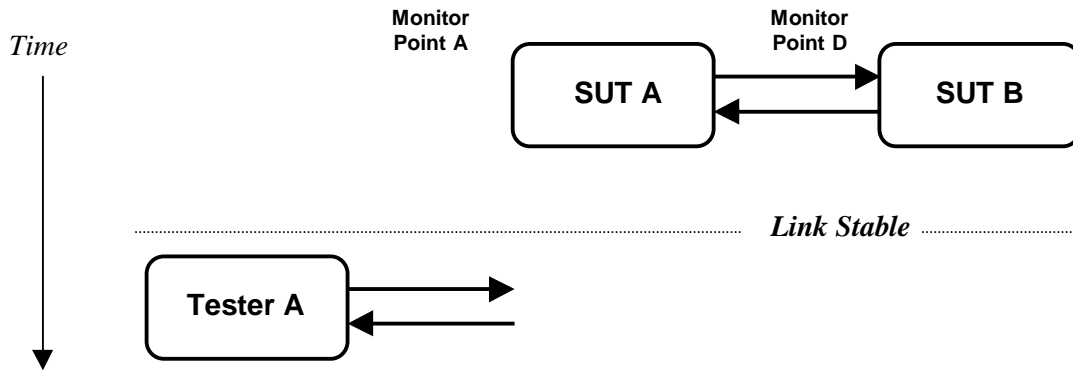 Monitor
Point A
Monitor
Point D
Time
SUT A
SUT B
Link Stable
Tester A